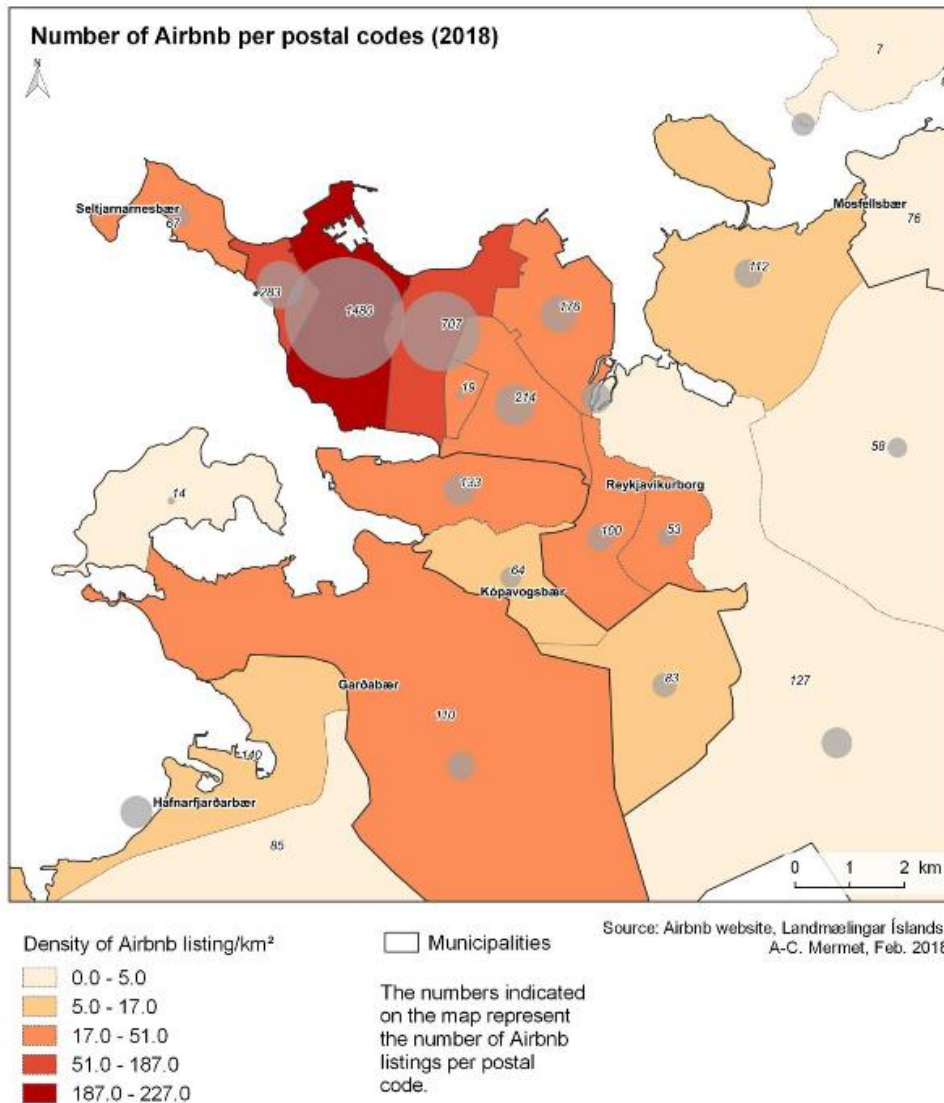 Number of Airbnb per postal codes (2018)
N
7
Seltjarnarnesbær
67
Mosfellsbær
76
112
283
1480
707
178
19
214
58
14
133
Reykjavikurborg
100
53
64
Kópavogsbær
83
127
Garðabær
110
140
Hafnarfjarðarbær
85
0 1 2 km
Density of Airbnb listing/km²
0.0 - 5.0
5.0 - 17.0
17.0 - 51.0
51.0 - 187.0
187.0 - 227.0
Municipalities
The numbers indicated
on the map represent
the number of Airbnb
listings per postal
code.
Source: Airbnb website, Landmælingar Íslands,
A-C. Mermet, Feb. 2018